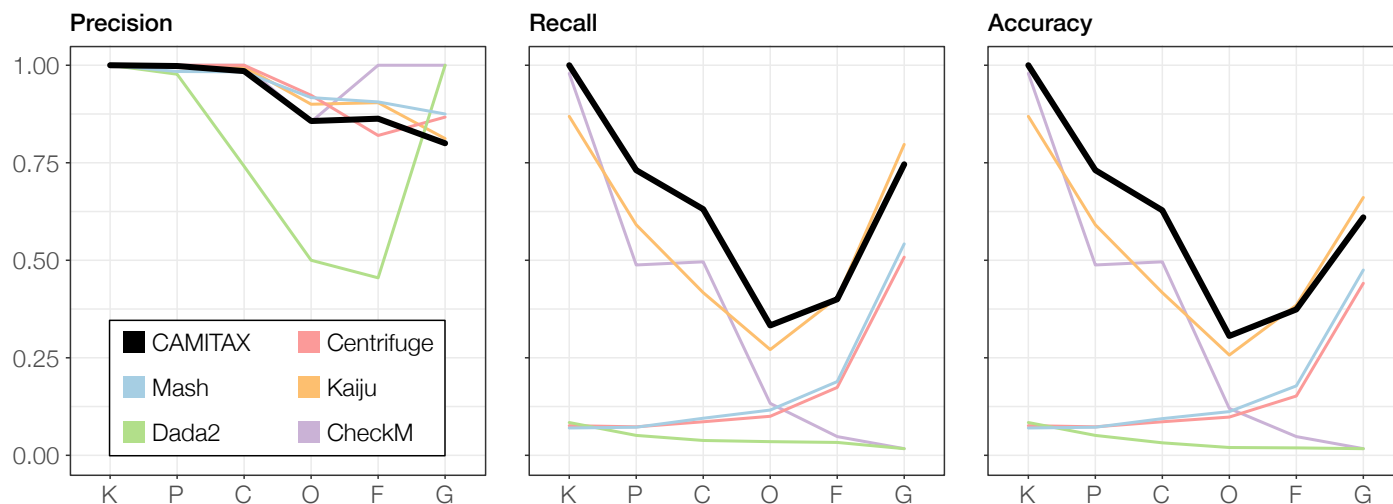 Precision
Recall
Accuracy
1.00
0.75
0.50
0.25
0.00
CAMITAX
Centrifuge
Mash
Kaiju
Dada2
CheckM
K P C O F G
K P C O F G
K P C O F G